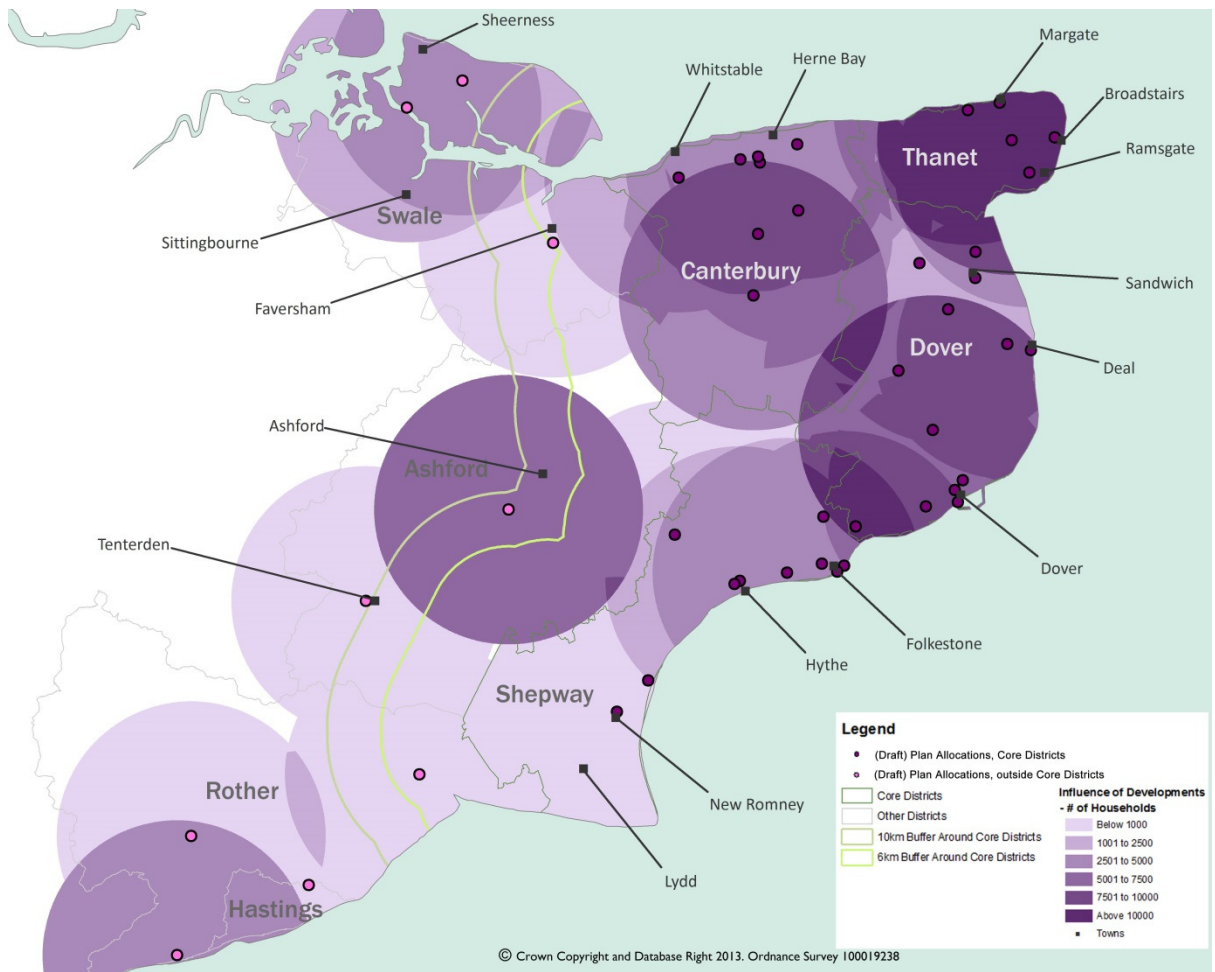 Sheerness
Margate
Whitstable
Herne Bay
Broadstairs
Thanet
Ramsgate
Swale
Sittingbourne
Canterbury
Sandwich
Faversham
Dover
Deal
Ashford
Ashford
Tenterden
Dover
Folkestone
Hythe
Shepway
Rother
New Romney
Lydd
Hastings
Legend
(Draft) Plan Allocations, Core Districts
(Draft) Plan Allocations, outside Core Districts
Core Districts
Other Districts
10km Buffer Around Core Districts
6km Buffer Around Core Districts
Influence of Developments
- # of Households
Below 1000
1001 to 2500
2501 to 5000
5001 to 7500
7501 to 10000
Above 10000
Towns
© Crown Copyright and Database Right 2013. Ordnance Survey 100019238